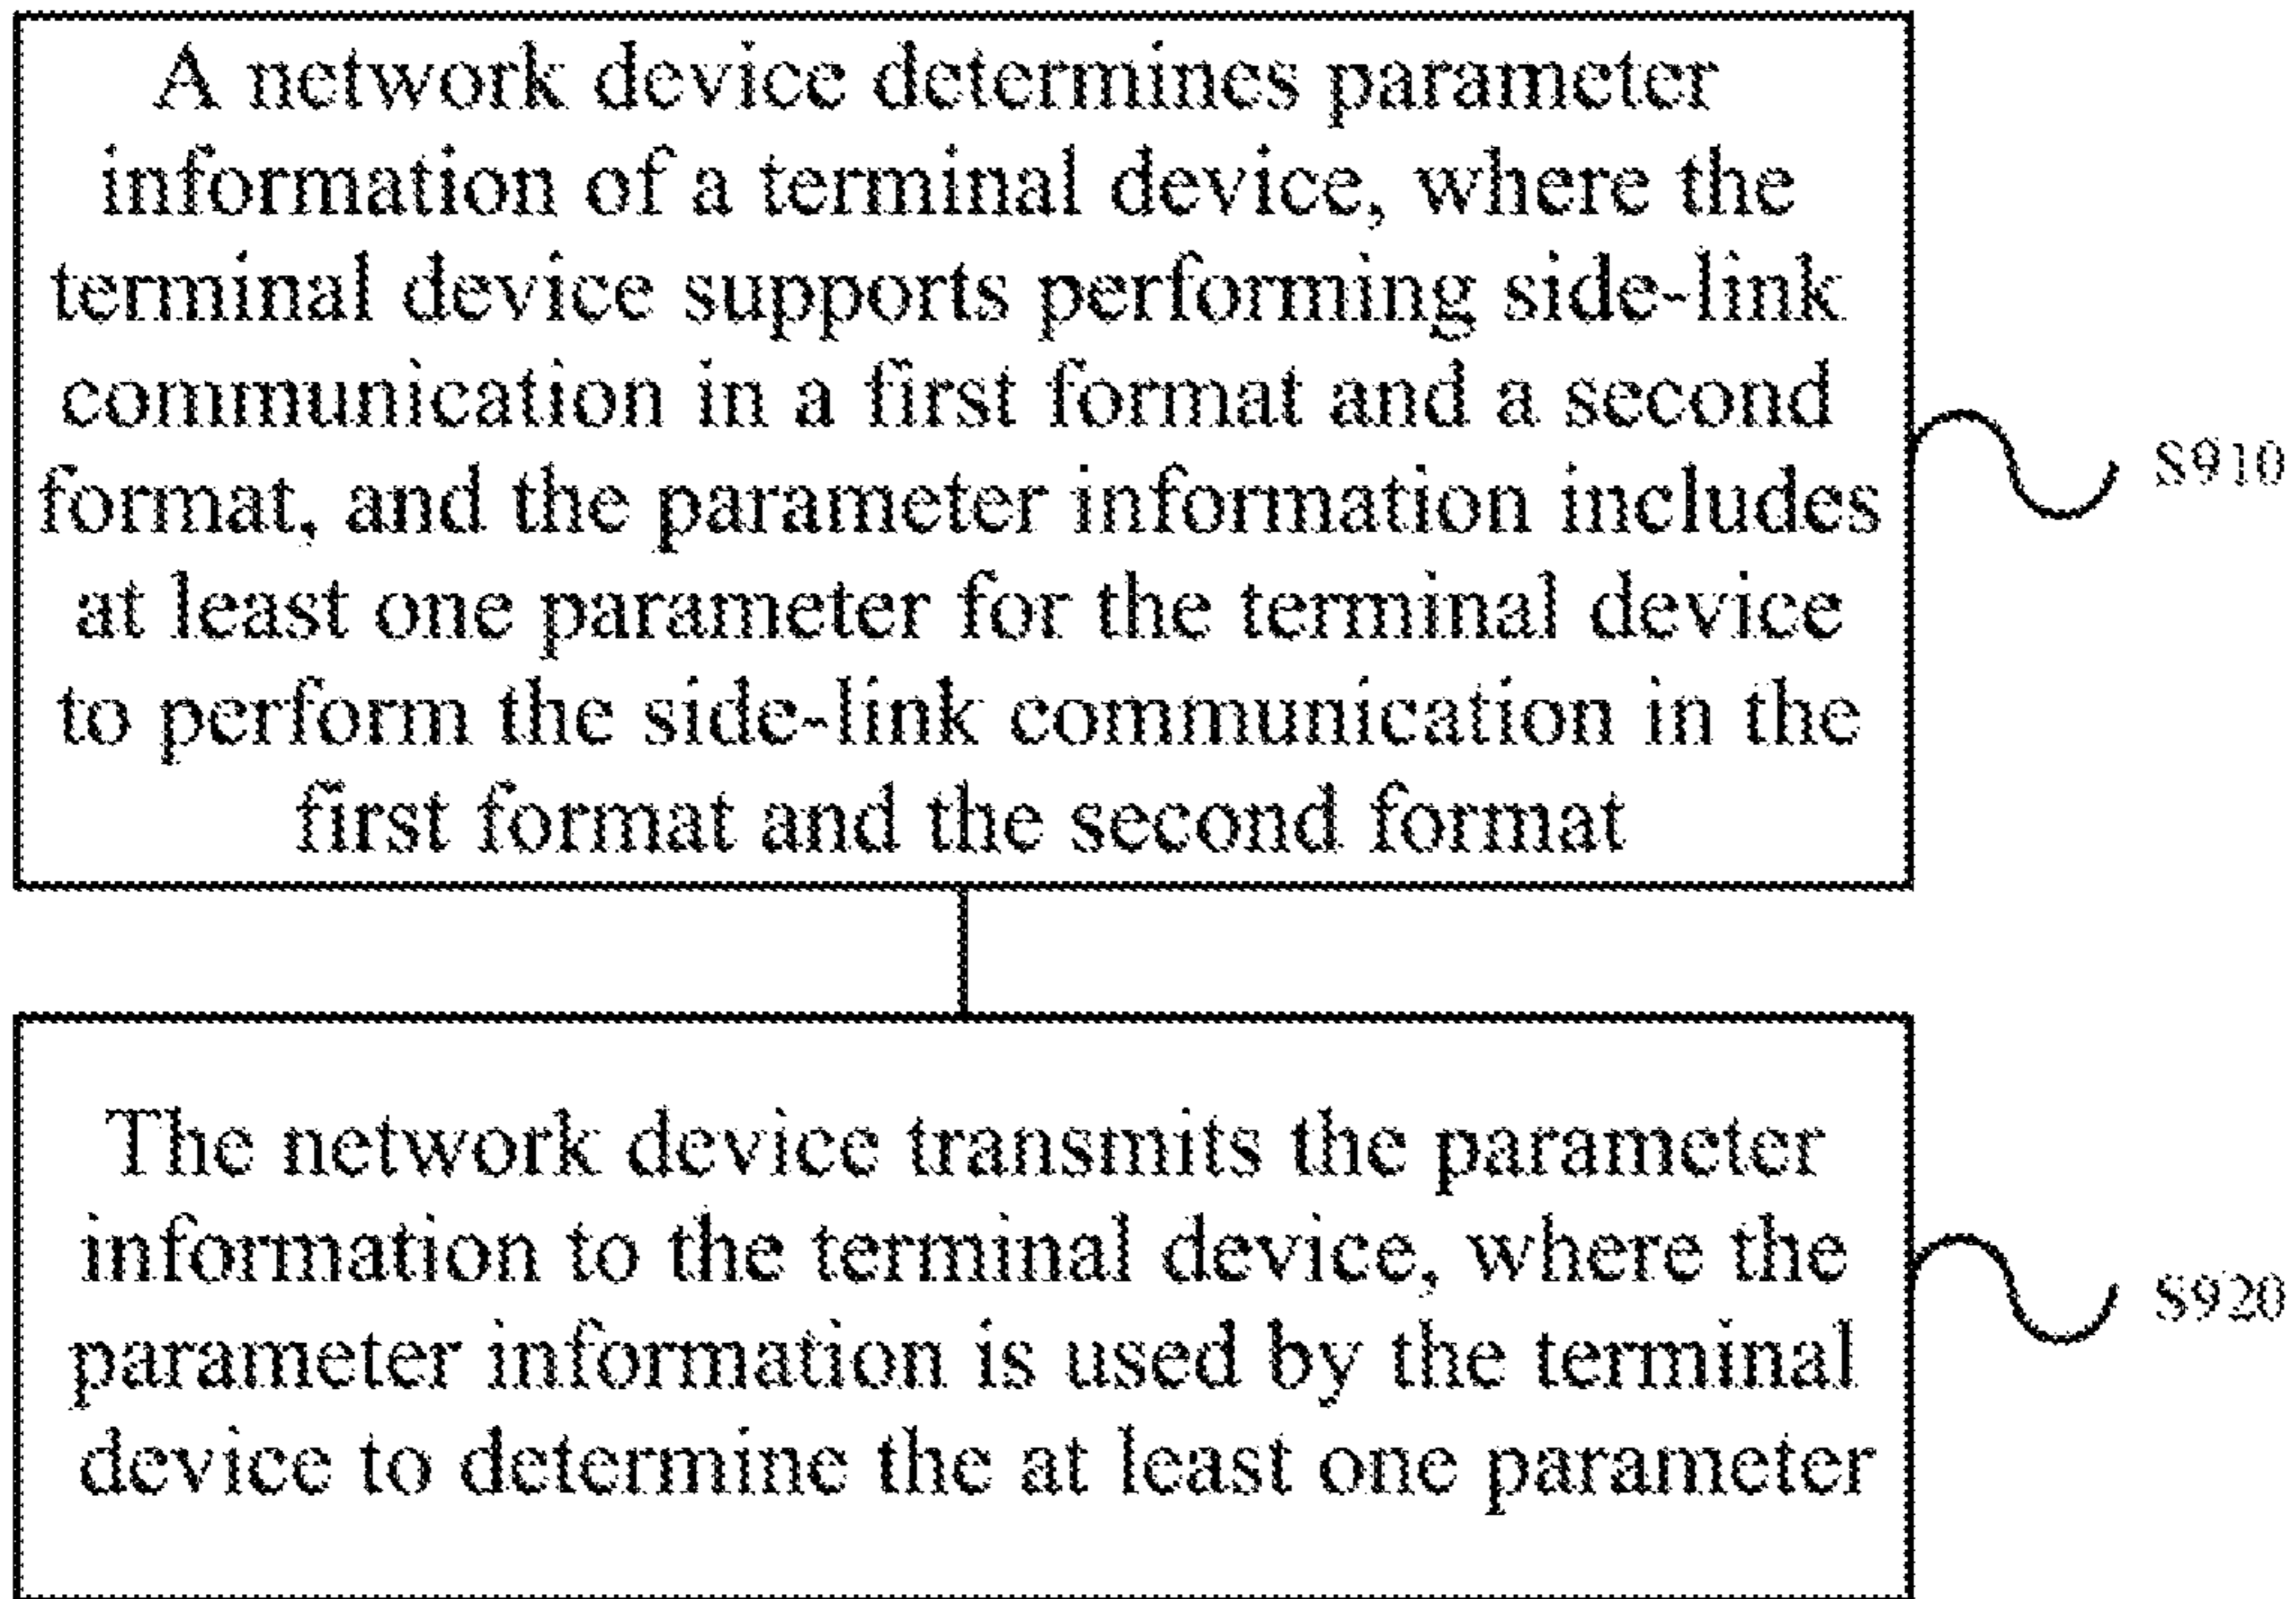 A network device determines parameter
information of a terminal device, where the
terminal device supports performing side-link
communication in a first format and a second
format, and the parameter information includes
at least one parameter for the terminal device
to perform the side-link communication in the
first format and the second format
S910
The network device transmits the parameter
information to the terminal device, where the
parameter information is used by the terminal
device to determine the at least one parameter
S920